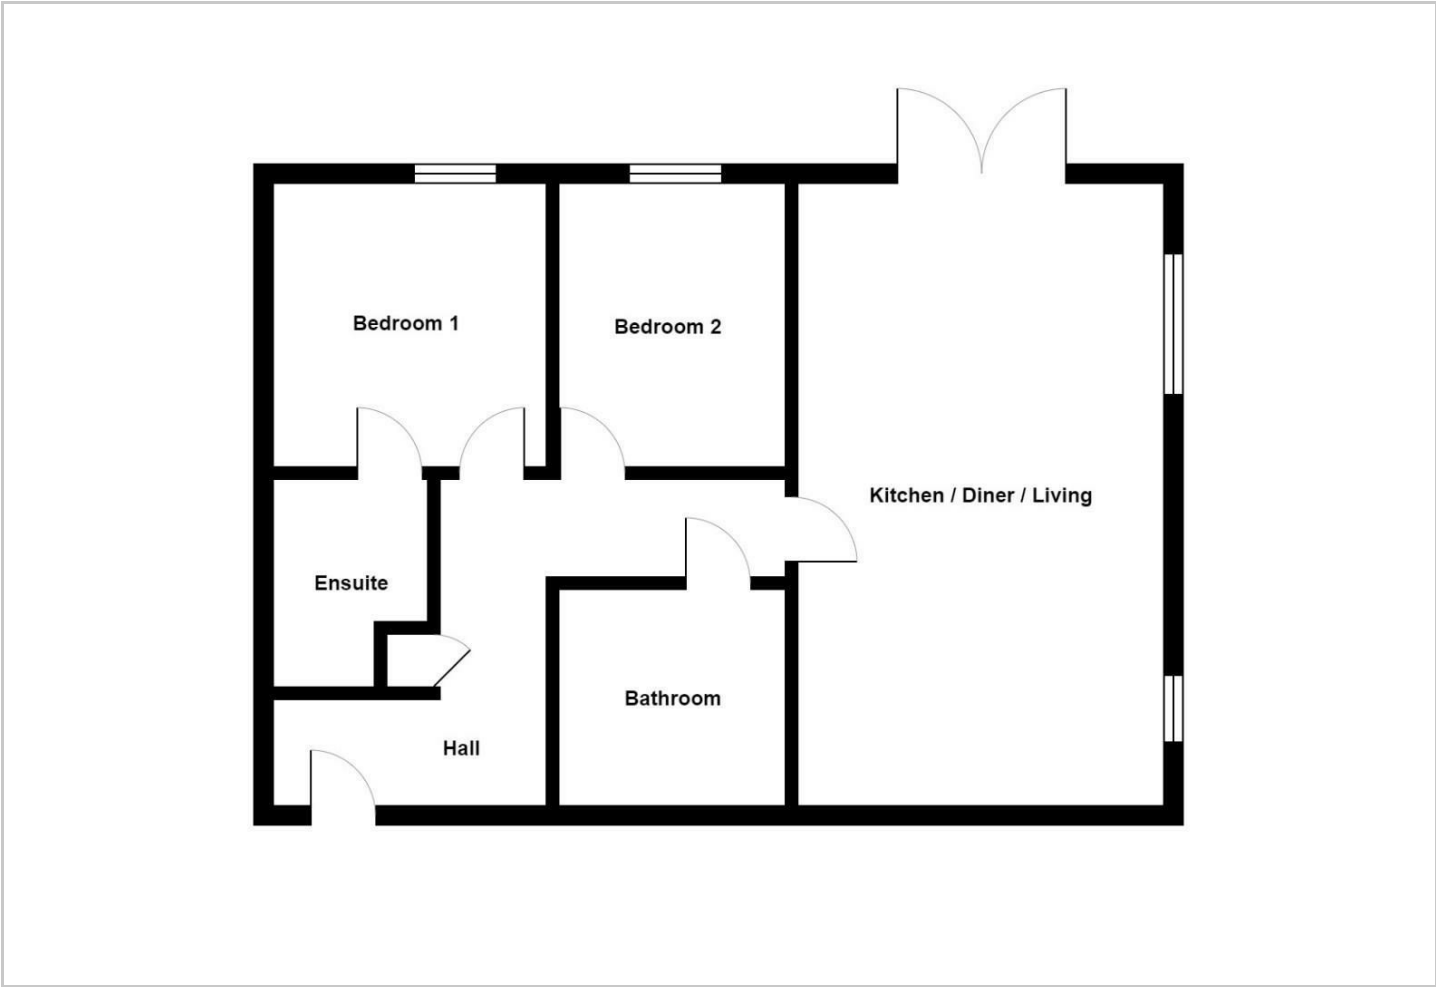 Bedroom 1
Bedroom 2
Kitchen / Diner / Living
Ensuite
Bathroom
Hall